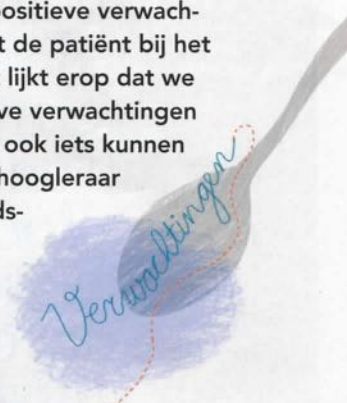 ositieve verwach-
t de patiënt bij het
lijkt erop dat we
ve verwachtingen
ook iets kunnen
hoogleraar
ds-
Verwachtingen